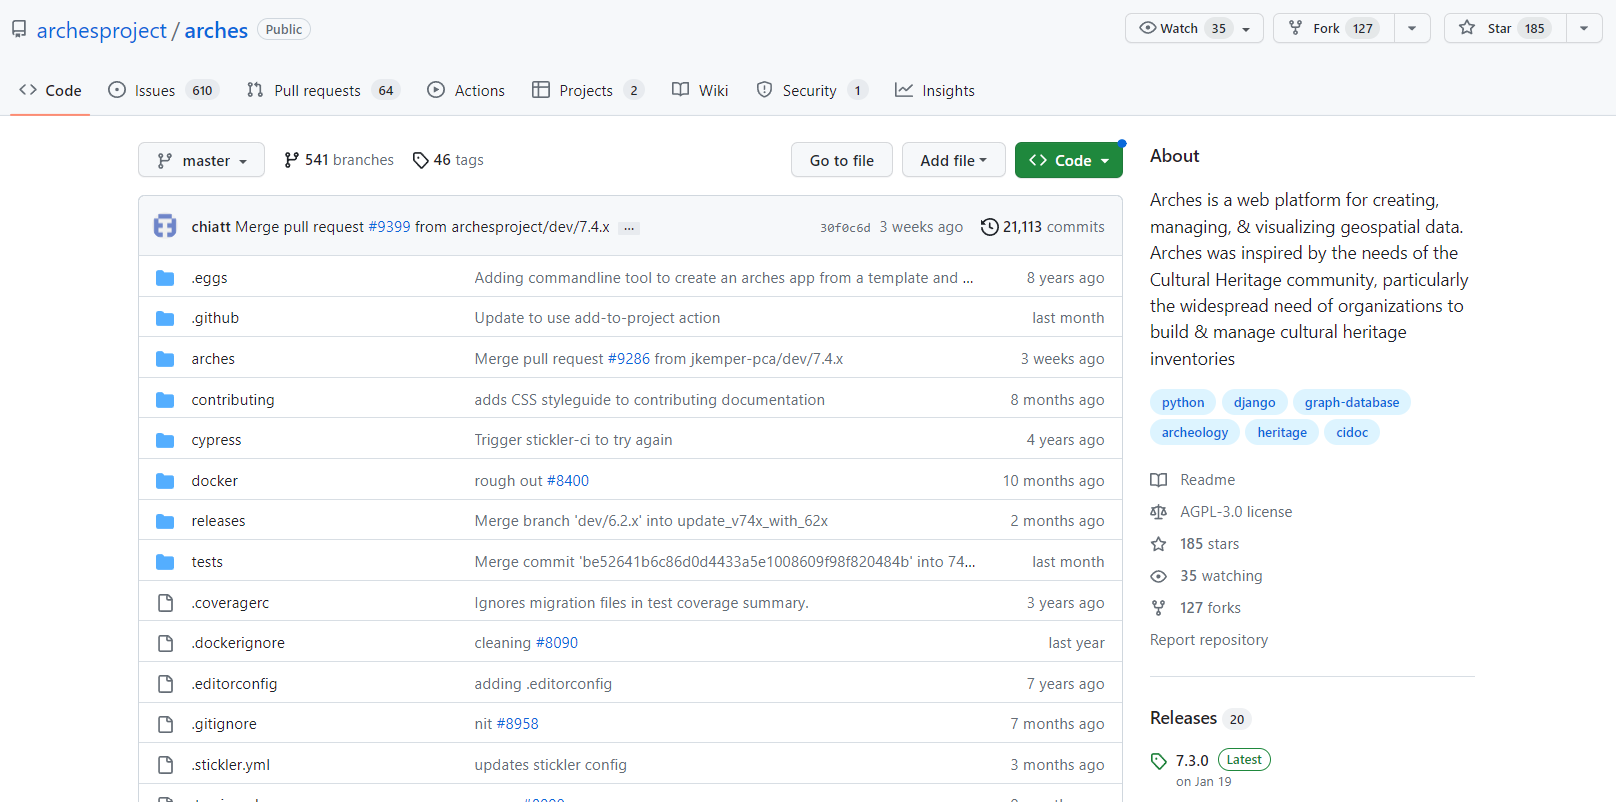 archesproject / arches Public Watch 35 Fork 127 Star 185
Code Issues 610 Pull requests 64 Actions Projects 2 Wiki Security 1 Insights
master 541 branches 46 tags Go to file Add file Code
chiatt Merge pull request #9399 from archesproject/dev/7.4.x ... 30f0c6d 3 weeks ago 21,113 commits
.eggs Adding commandline tool to create an arches app from a template and ... 8 years ago
.github Update to use add-to-project action last month
arches Merge pull request #9286 from jkemper-pca/dev/7.4.x 3 weeks ago
contributing adds CSS styleguide to contributing documentation 8 months ago
cypress Trigger stickler-ci to try again 4 years ago
docker rough out #8400 10 months ago
releases Merge branch 'dev/6.2.x' into update_v74x_with_62x 2 months ago
tests Merge commit 'be52641b6c86d0d4433a5e1008609f98f820484b' into 74... last month
.coveragerc Ignores migration files in test coverage summary. 3 years ago
.dockerignore cleaning #8090 last year
.editorconfig adding .editorconfig 7 years ago
.gitignore nit #8958 7 months ago
.stickler.yml updates stickler config 3 months ago
About
Arches is a web platform for creating,
managing, & visualizing geospatial data.
Arches was inspired by the needs of the
Cultural Heritage community, particularly
the widespread need of organizations to
build & manage cultural heritage
inventories
python django graph-database
archeology heritage cidoc
Readme
AGPL-3.0 license
185 stars
35 watching
127 forks
Report repository
Releases 20
7.3.0 Latest
on Jan 19